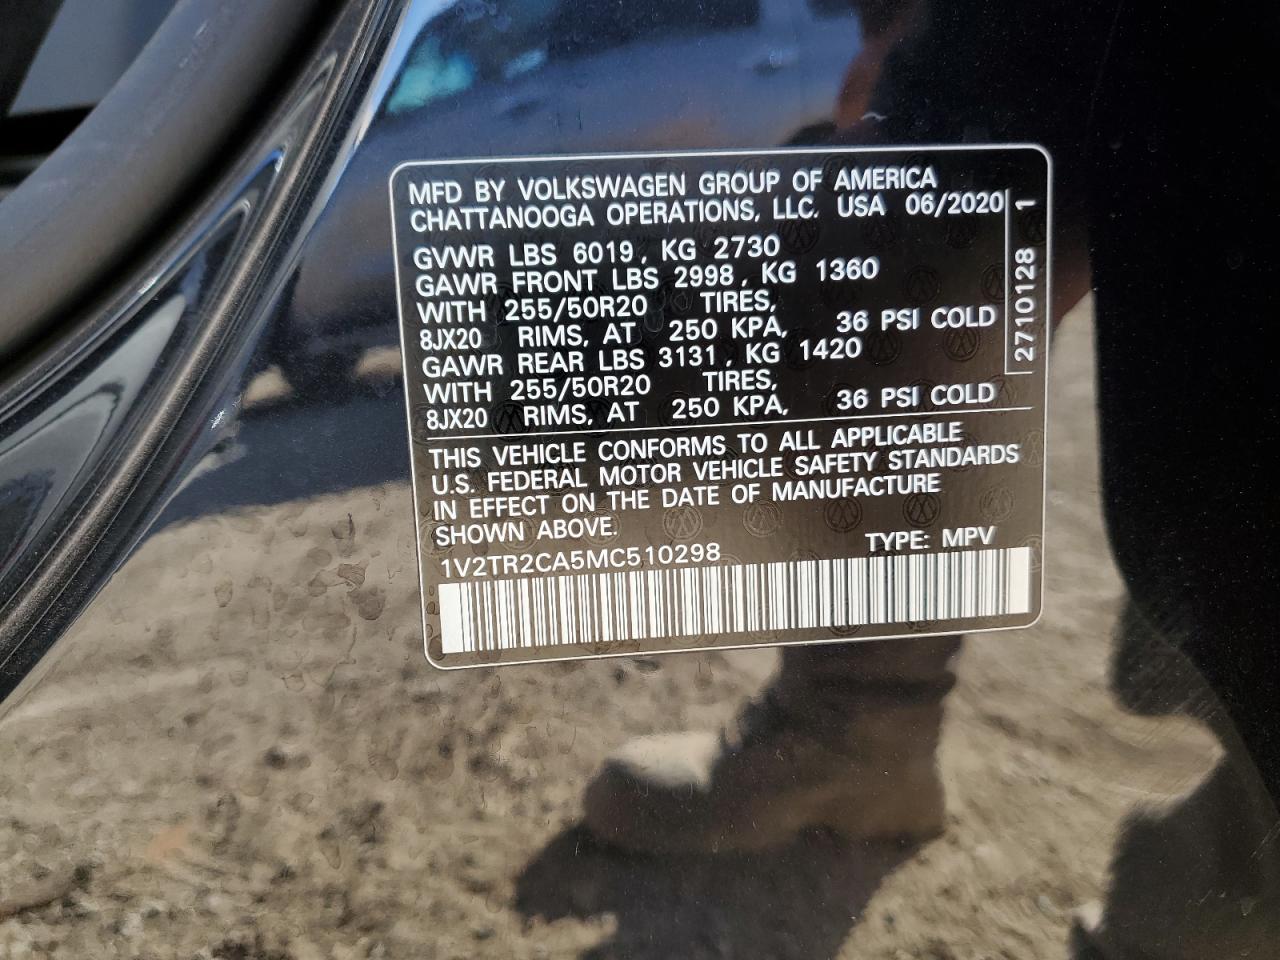 MFD BY VOLKSWAGEN GROUP OF AMERICA
CHATTANOOGA OPERATIONS, LLC. USA 06/2020
GVWR LBS 6019, KG 2730
GAWR FRONT LBS 2998, KG 1360
WITH 255/50R20 TIRES,
8JX20 RIMS, AT 250 KPA, 36 PSI COLD
GAWR REAR LBS 3131, KG 1420
WITH 255/50R20 TIRES,
8JX20 RIMS, AT 250 KPA, 36 PSI COLD
THIS VEHICLE CONFORMS TO ALL APPLICABLE
U.S. FEDERAL MOTOR VEHICLE SAFETY STANDARDS
IN EFFECT ON THE DATE OF MANUFACTURE
SHOWN ABOVE.
1V2TR2CA5MC510298 TYPE: MPV
2710128 1